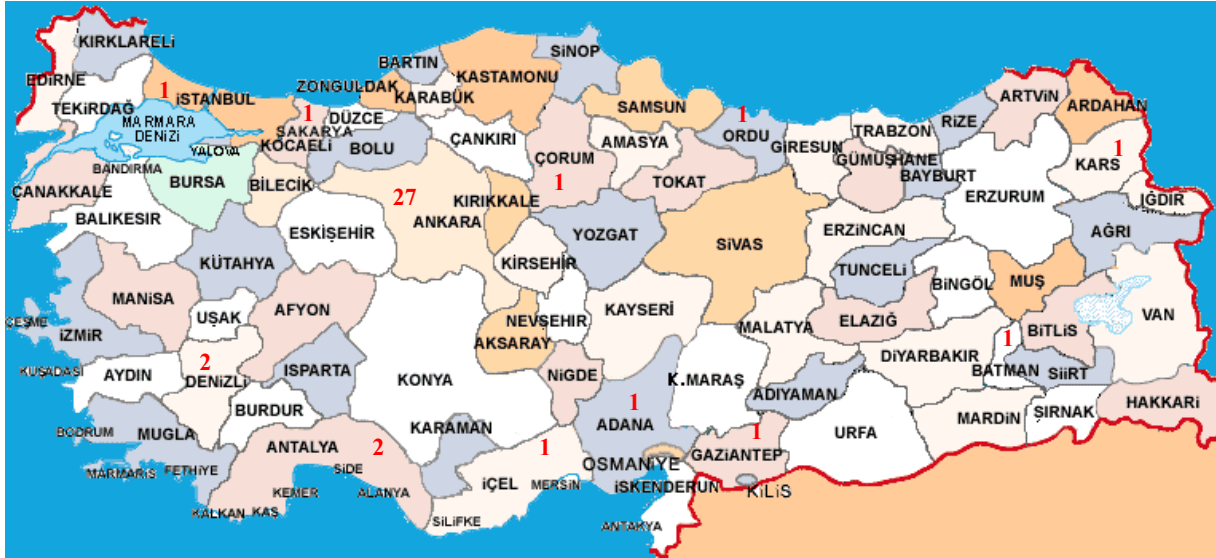 KIRKLARELİ
EDİRNE
TEKİRDAĞ
1
İSTANBUL
MARMARA
DENİZİ
YALOVA
BANDIRMA
ÇANAKKALE
BALIKESIR
BURSA
BİLECİK
KOCAELİ
1
SAKARYA
DÜZCE
BOLU
ZONGULDAK
BARTIN
KARABÜK
KASTAMONU
SİNOP
ÇANKIRI
ÇORUM
1
SAMSUN
AMASYA
TOKAT
1
ORDU
GİRESUN
TRABZON
GÜMUŞHANE
BAYBURT
RİZE
ARTVİN
ARDAHAN
1
KARS
IĞDIR
ERZURUM
AĞRI
ERZİNCAN
TUNCELİ
BİNGÖL
MUŞ
BİTLİS
VAN
27
ANKARA
KIRIKKALE
ESKİŞEHİR
KÜTAHYA
YOZGAT
SİVAS
KİRSEHİR
KAYSERİ
NEVŞEHIR
AKSARAY
NİGDE
MANİSA
UŞAK
AFYON
ÇEŞME
İZMİR
KUŞADASI
AYDIN
2
DENİZLİ
ISPARTA
BURDUR
KONYA
KARAMAN
MALATYA
ELAZIĞ
DİYARBAKIR
1
BATMAN
SİİRT
ŞIRNAK
HAKKARİ
MARDİN
URFA
ADIYAMAN
K.MARAŞ
1
ADANA
1
GAZİANTEP
KİLİS
OSMANİYE
İSKENDERUN
ANTAKYA
1
İÇEL
MERSİN
SİLİFKE
2
ANTALYA
SİDE
ALANYA
KEMER
KAŞ
KALKAN
FETHİYE
MARMARİS
MUGLA
BODRUM